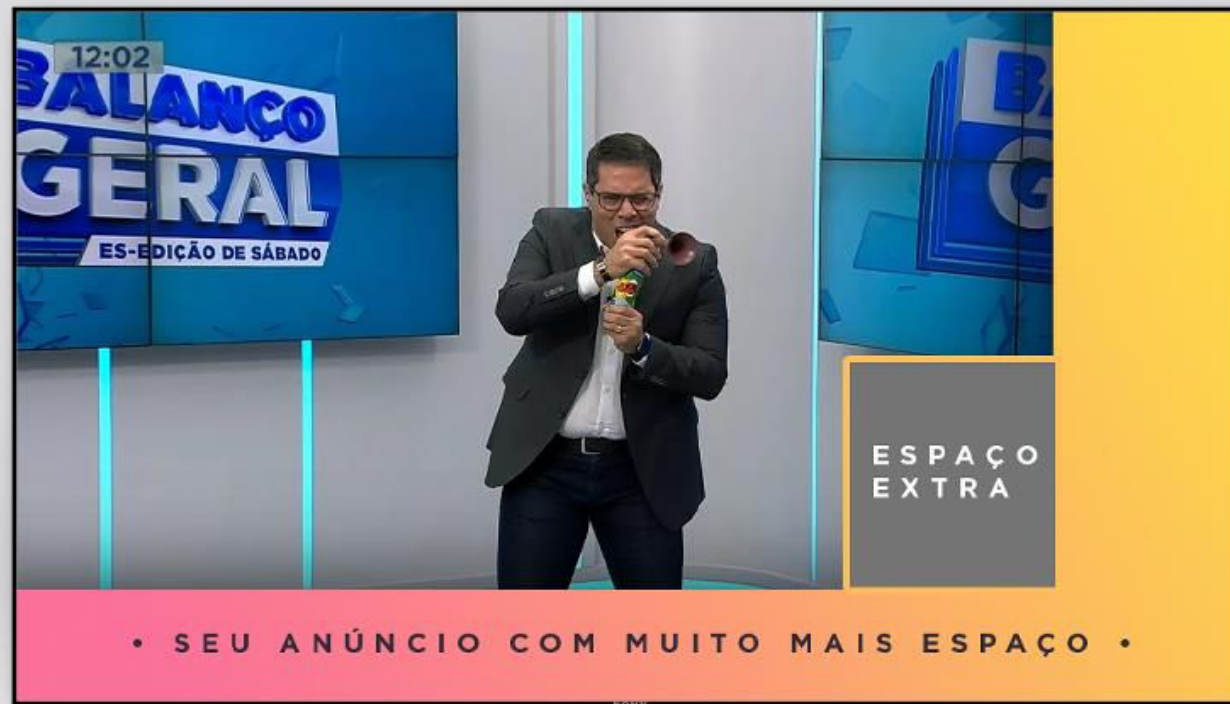 12:02
BALANÇO
GERAL
ES-EDIÇÃO DE SÁBADO
G
ESPAÇO
EXTRA
• SEU ANÚNCIO COM MUITO MAIS ESPAÇO •